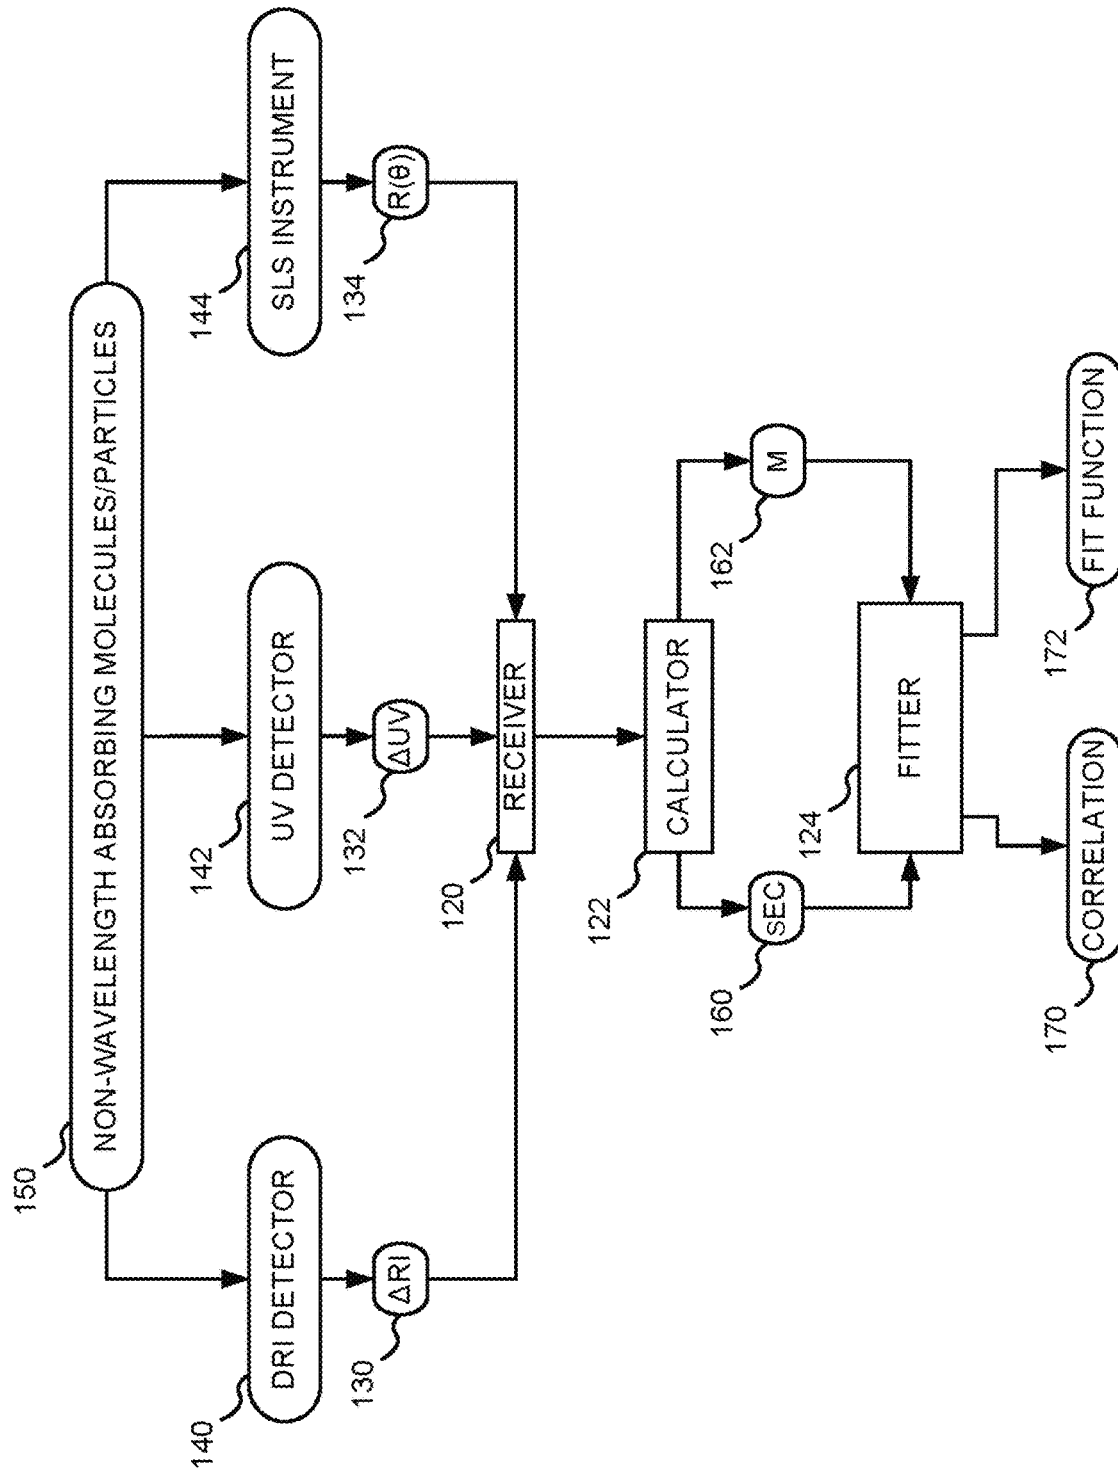 150
NON-WAVELENGTH ABSORBING MOLECULES/PARTICLES
140
DRI DETECTOR
142
UV DETECTOR
144
SLS INSTRUMENT
130
ΔRI
132
ΔUV
134
R(θ)
120
RECEIVER
122
CALCULATOR
160
sEC
162
M
124
FITTER
170
CORRELATION
172
FIT FUNCTION